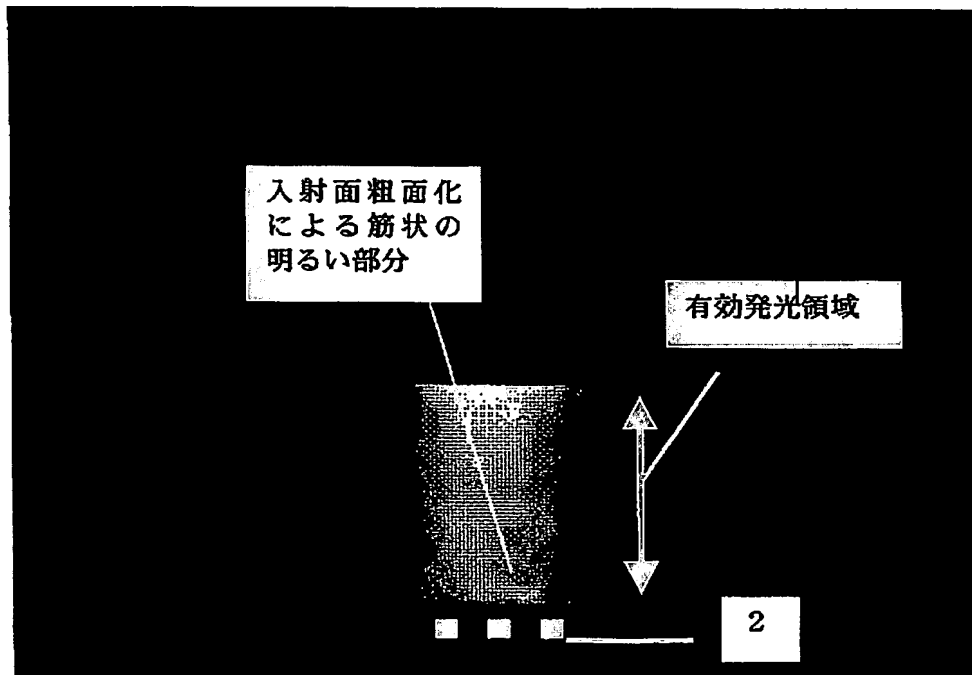 入射面粗面化
による筋状の
明るい部分
有効発光領域
2